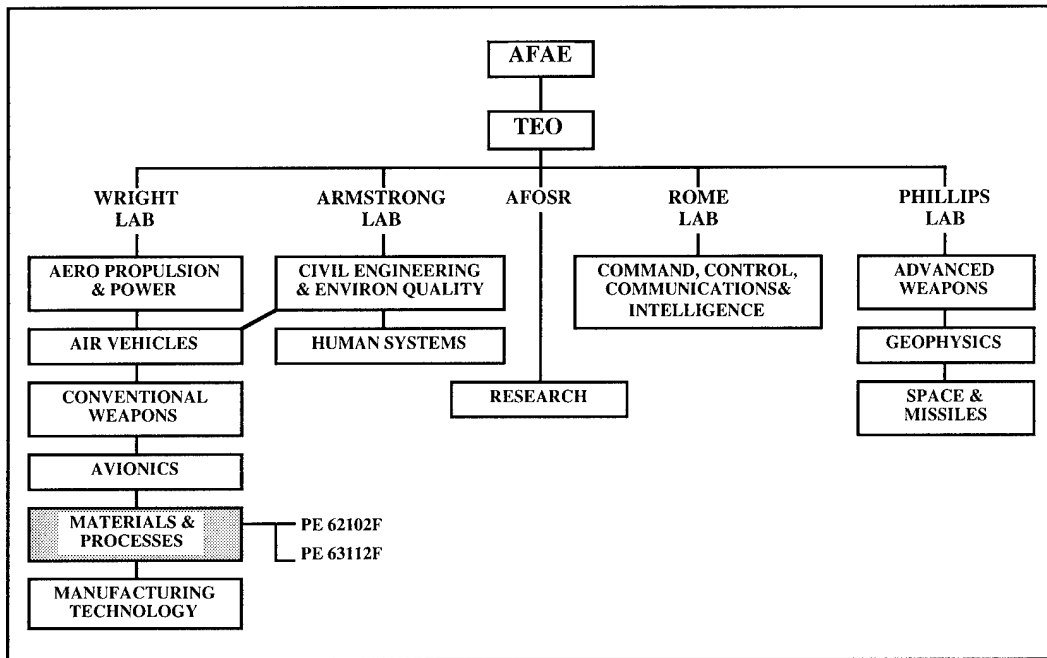 AFAE
TEO
WRIGHT
LAB
AERO PROPULSION
& POWER
AIR VEHICLES
CONVENTIONAL
WEAPONS
AVIONICS
MATERIALS &
PROCESSES
PE 62102F
PE 63112F
MANUFACTURING
TECHNOLOGY
ARMSTRONG
LAB
CIVIL ENGINEERING
& ENVIRON QUALITY
HUMAN SYSTEMS
AFOSR
RESEARCH
ROME
LAB
COMMAND, CONTROL,
COMMUNICATIONS&
INTELLIGENCE
PHILLIPS
LAB
ADVANCED
WEAPONS
GEOPHYSICS
SPACE &
MISSILES